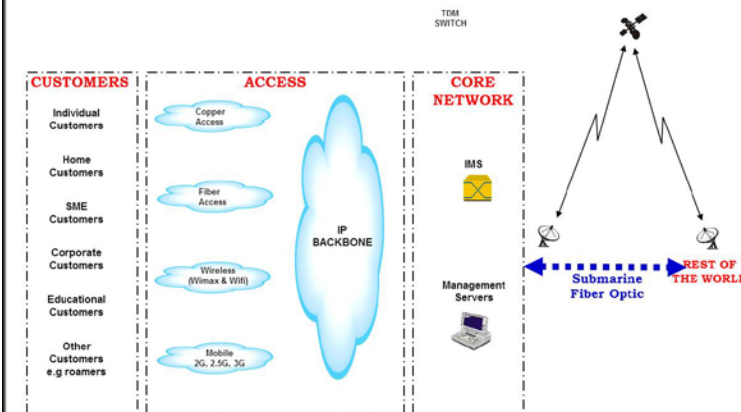 TDM
SWITCH
CUSTOMERS
Individual
Customers
Home
Customers
SME
Customers
Corporate
Customers
Educational
Customers
Other
Customers
e.g roamers
ACCESS
Copper
Access
Fiber
Access
Wireless
(Wimax & Wifi)
Mobile
2G, 2.5G, 3G
IP
BACKBONE
CORE
NETWORK
IMS
Management
Servers
Submarine
Fiber Optic
REST OF
THE WORLD